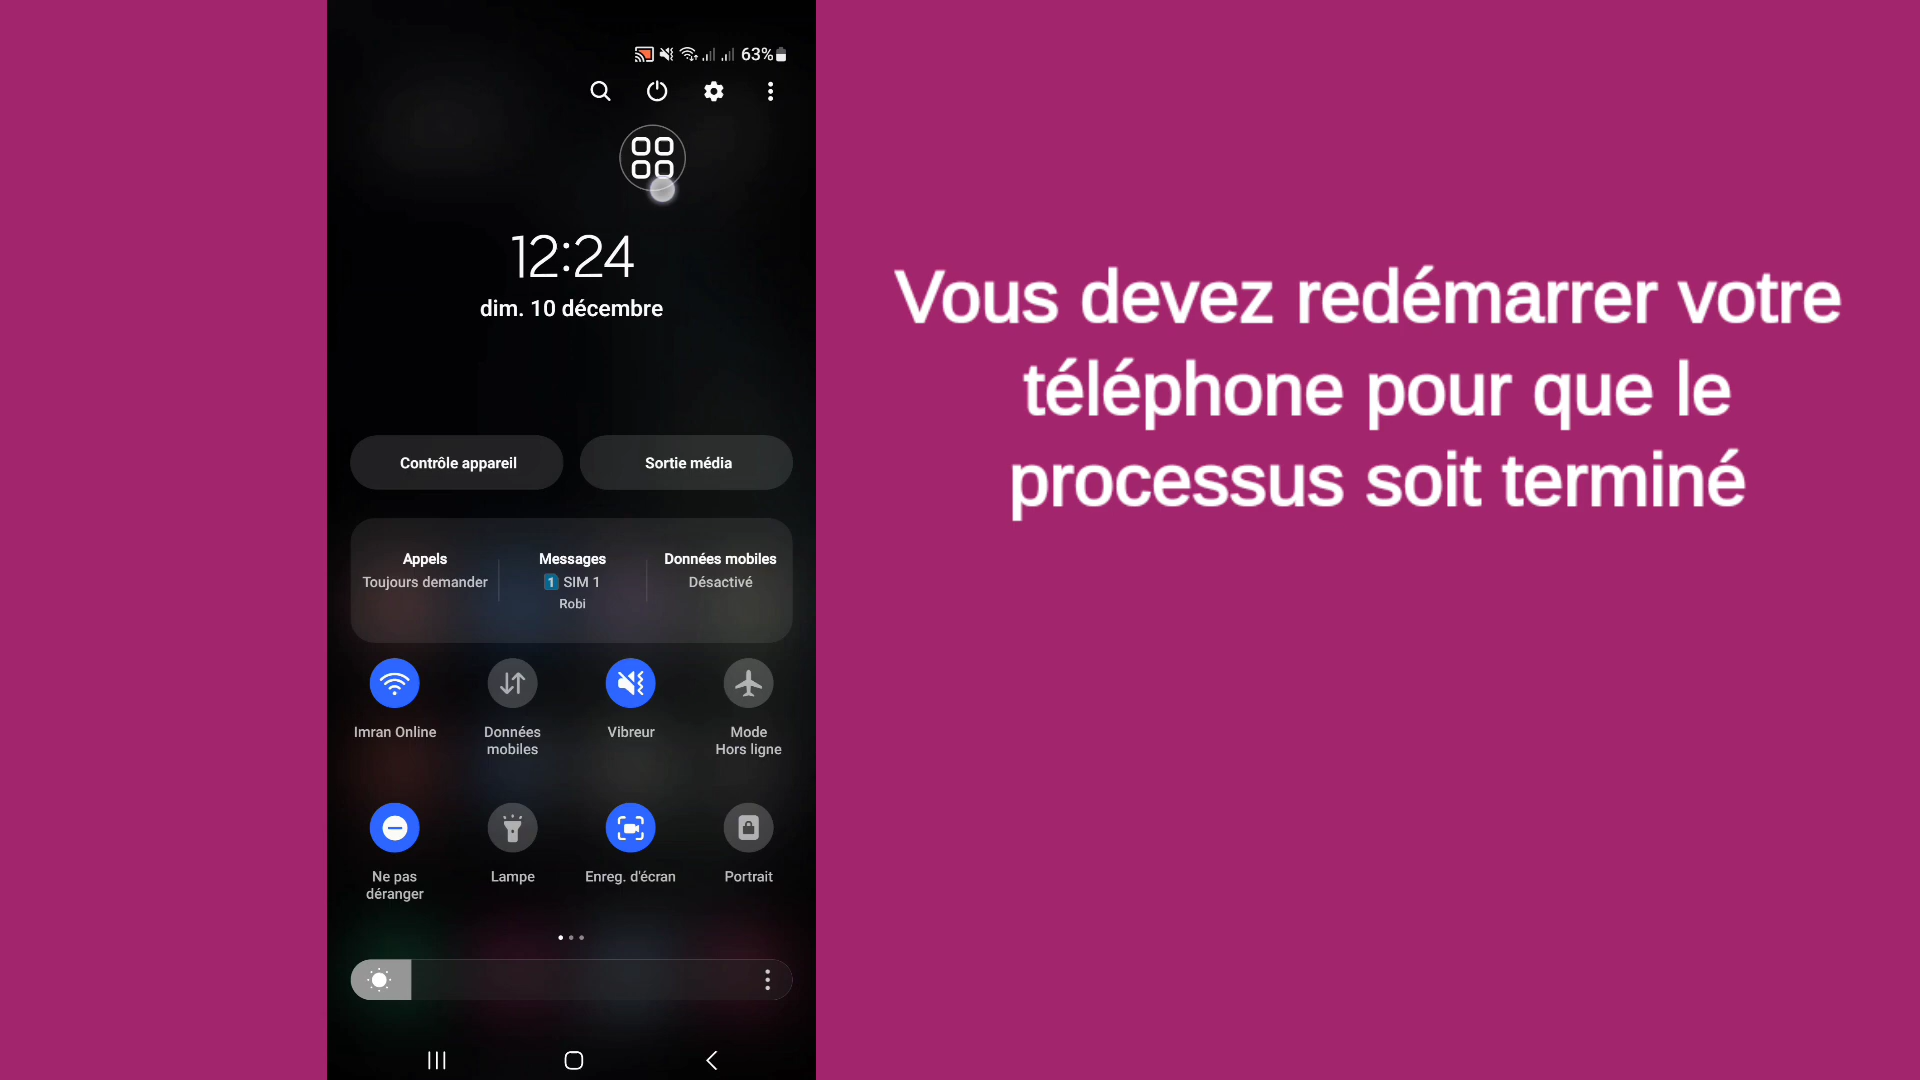 63%
12:24
dim. 10 décembre
Contrôle appareil
Sortie média
Appels
Toujours demander
Messages
1 SIM 1
Robi
Données mobiles
Désactivé
Imran Online
Données
mobiles
Vibreur
Mode
Hors ligne
Ne pas
déranger
Lampe
Enreg. d'écran
Portrait
Vous devez redémarrer votre
téléphone pour que le
processus soit terminé